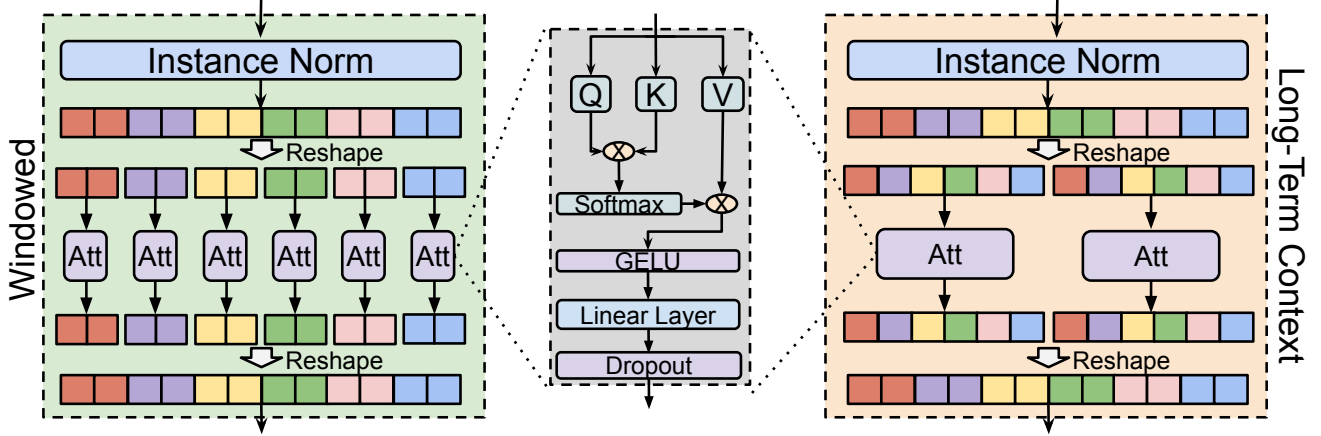 Windowed
Instance Norm
Reshape
Att Att Att Att Att Att
Reshape
Q K V
X
Softmax X
GELU
Linear Layer
Dropout
Instance Norm
Reshape
Att Att
Reshape
Long-Term Context